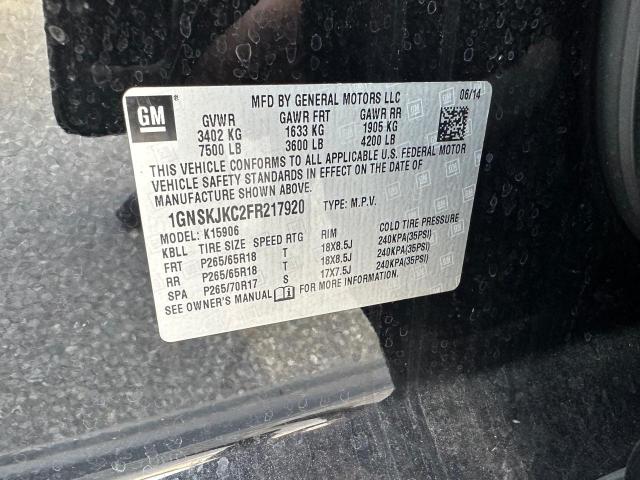 GM ®
MFD BY GENERAL MOTORS LLC 06/14
GVWR GAWR FRT GAWR RR
3402 KG 1633 KG 1905 KG
7500 LB 3600 LB 4200 LB
THIS VEHICLE CONFORMS TO ALL APPLICABLE U.S. FEDERAL MOTOR
VEHICLE SAFETY STANDARDS IN EFFECT ON THE DATE OF
MANUFACTURE SHOWN ABOVE.
1GNSKJKC2FR217920 TYPE: M.P.V.
MODEL: K15906
KBLL TIRE SIZE SPEED RTG RIM COLD TIRE PRESSURE
FRT P265/65R18 T 18X8.5J 240KPA(35PSI)
RR P265/65R18 T 18X8.5J 240KPA(35PSI)
SPA P265/70R17 S 17X7.5J 240KPA(35PSI)
SEE OWNER'S MANUAL FOR MORE INFORMATION.